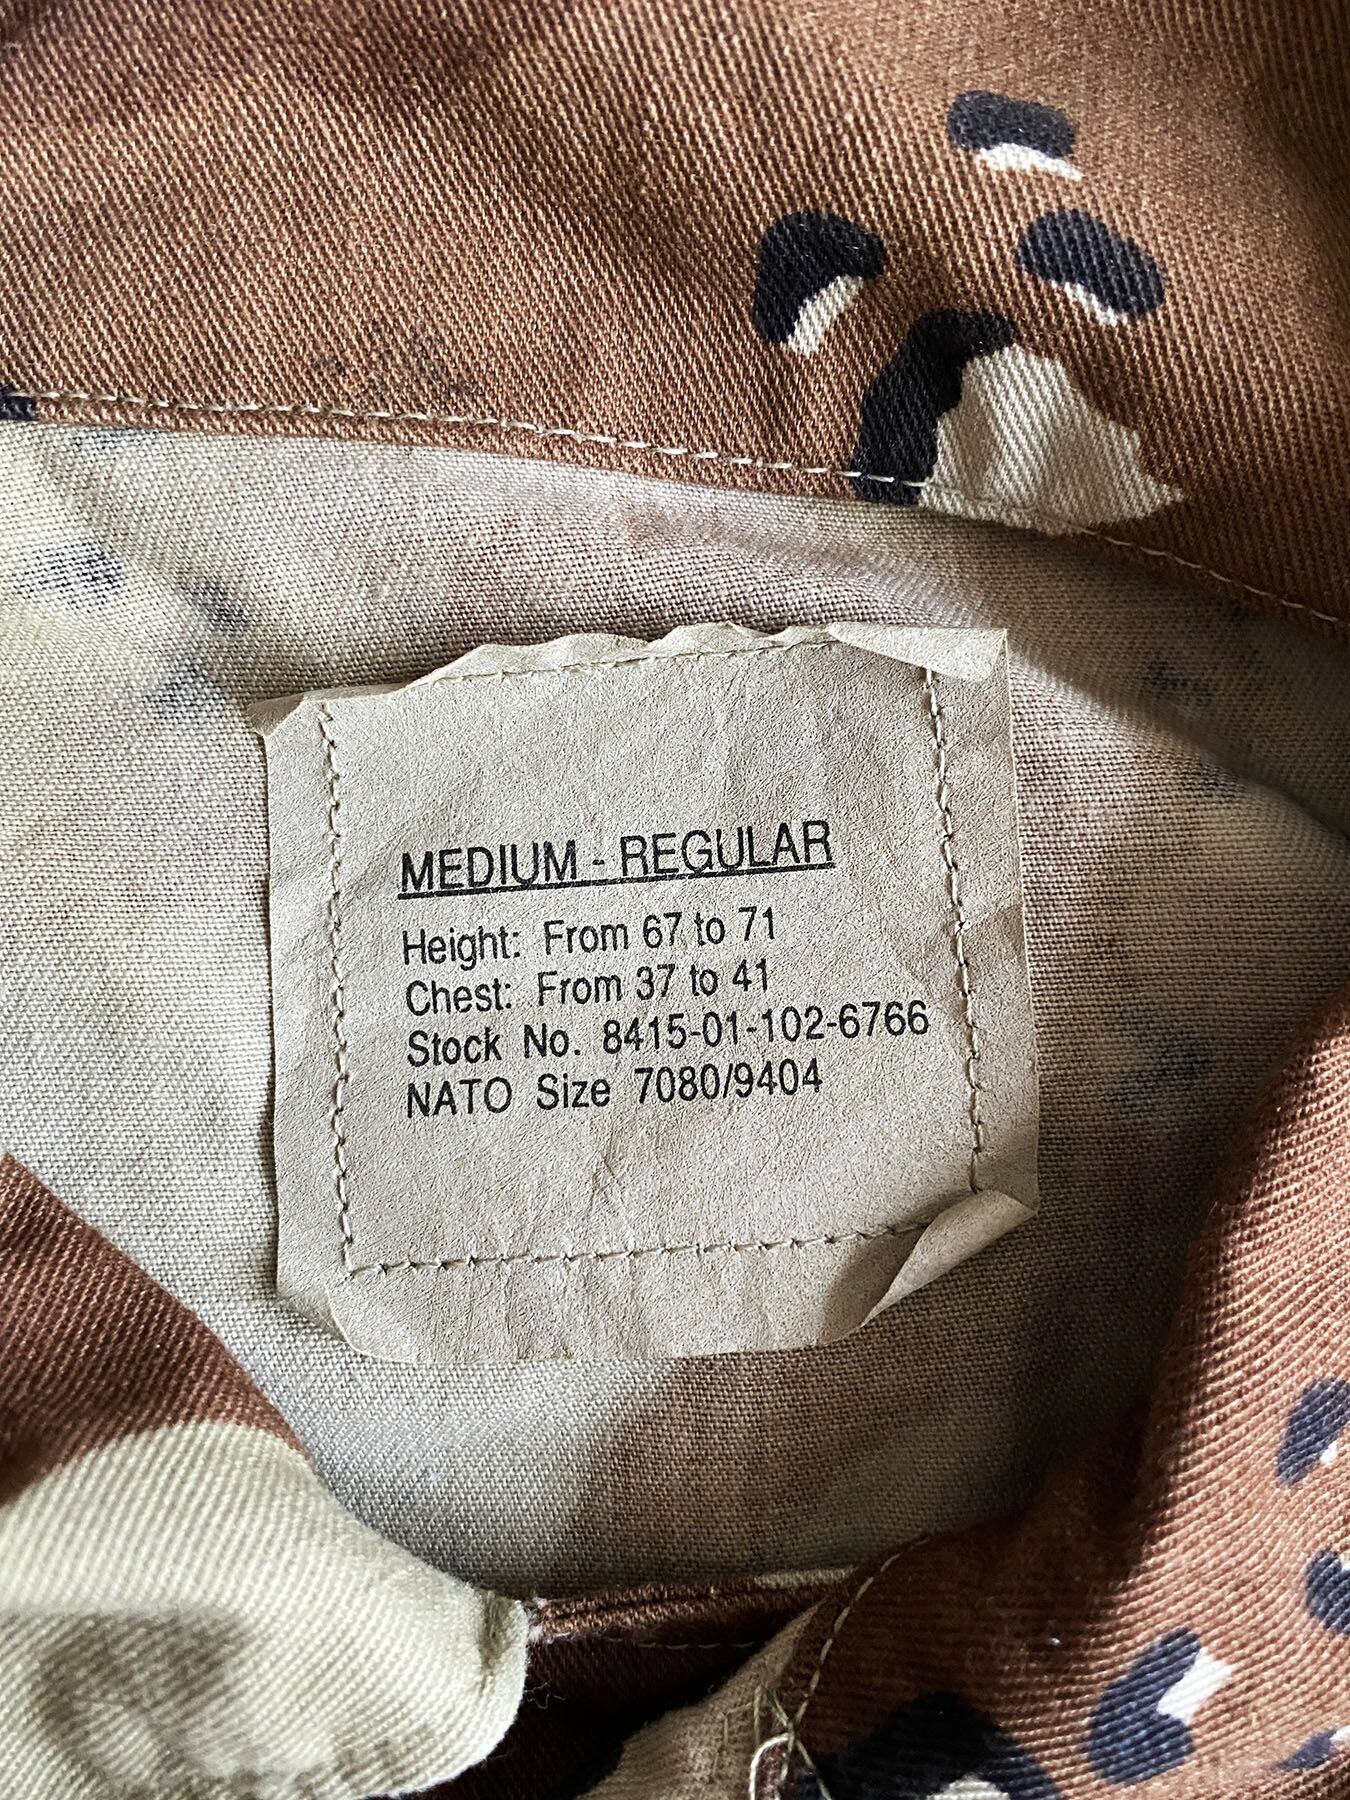 MEDIUM - REGULAR
Height: From 67 to 71
Chest: From 37 to 41
Stock No. 8415-01-102-6766
NATO Size 7080/9404